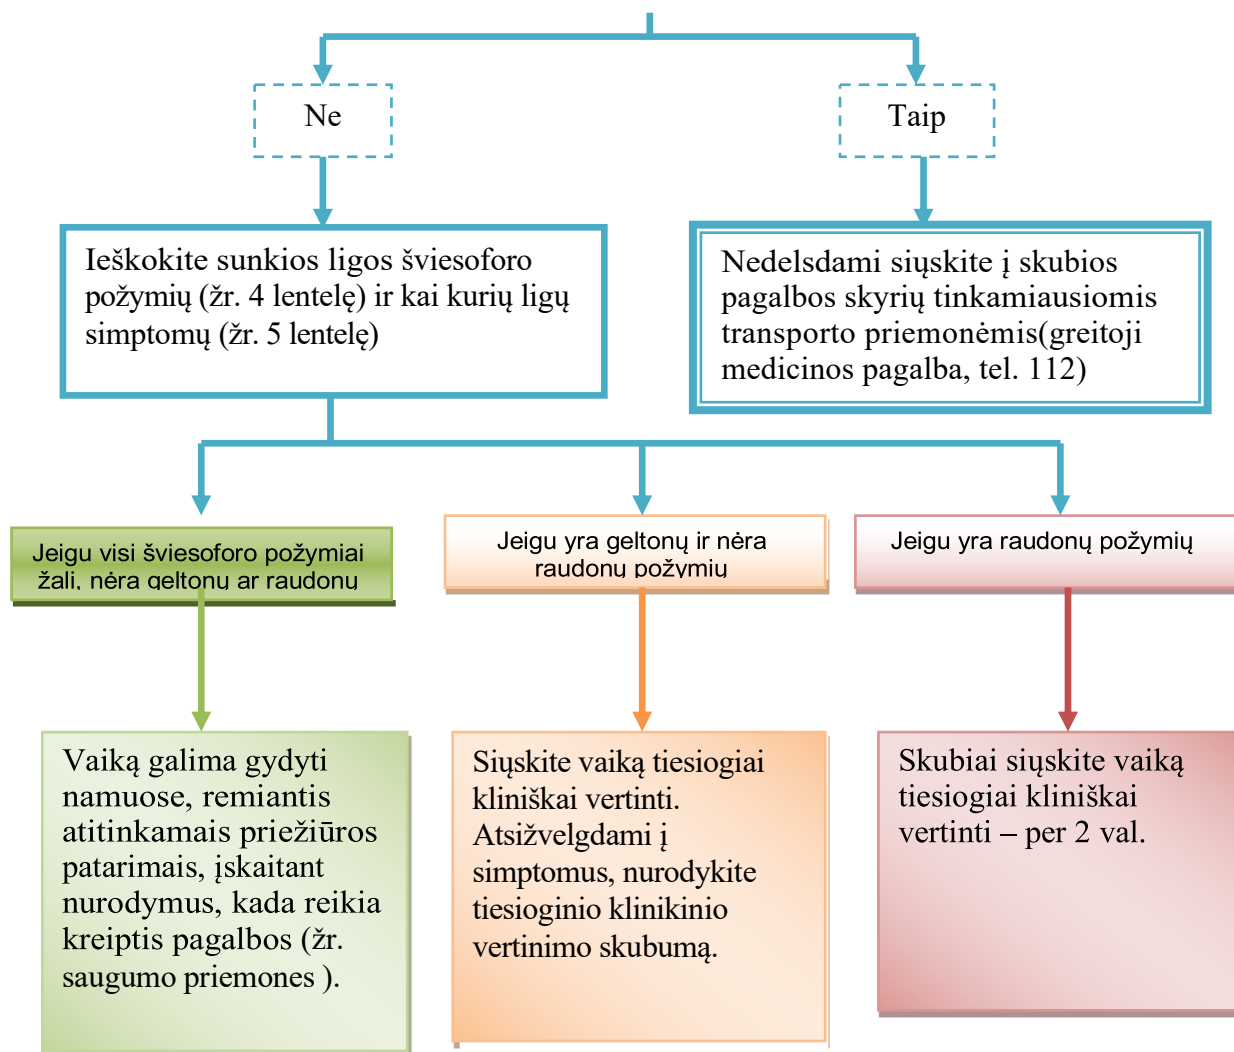 Ne
Taip
Ieškokite sunkios ligos šviesoforo
požymių (žr. 4 lentelę) ir kai kurių ligų
simptomų (žr. 5 lentelę)
Nedelsdami siųskite į skubios
pagalbos skyrių tinkamiausiomis
transporto priemonėmis(greitoji
medicinos pagalba, tel. 112)
Jeigu visi šviesoforo požymiai
žali, nėra geltonų ar raudonų
Jeigu yra geltonų ir nėra
raudonų požymių
Jeigu yra raudonų požymių
Vaiką galima gydyti
namuose, remiantis
atitinkamais priežiūros
patarimais, įskaitant
nurodymus, kada reikia
kreiptis pagalbos (žr.
saugumo priemones ).
Siųskite vaiką tiesiogiai
kliniškai vertinti.
Atsižvelgdami į
simptomus, nurodykite
tiesioginio klinikinio
vertinimo skubumą.
Skubiai siųskite vaiką
tiesiogiai kliniškai
vertinti – per 2 val.